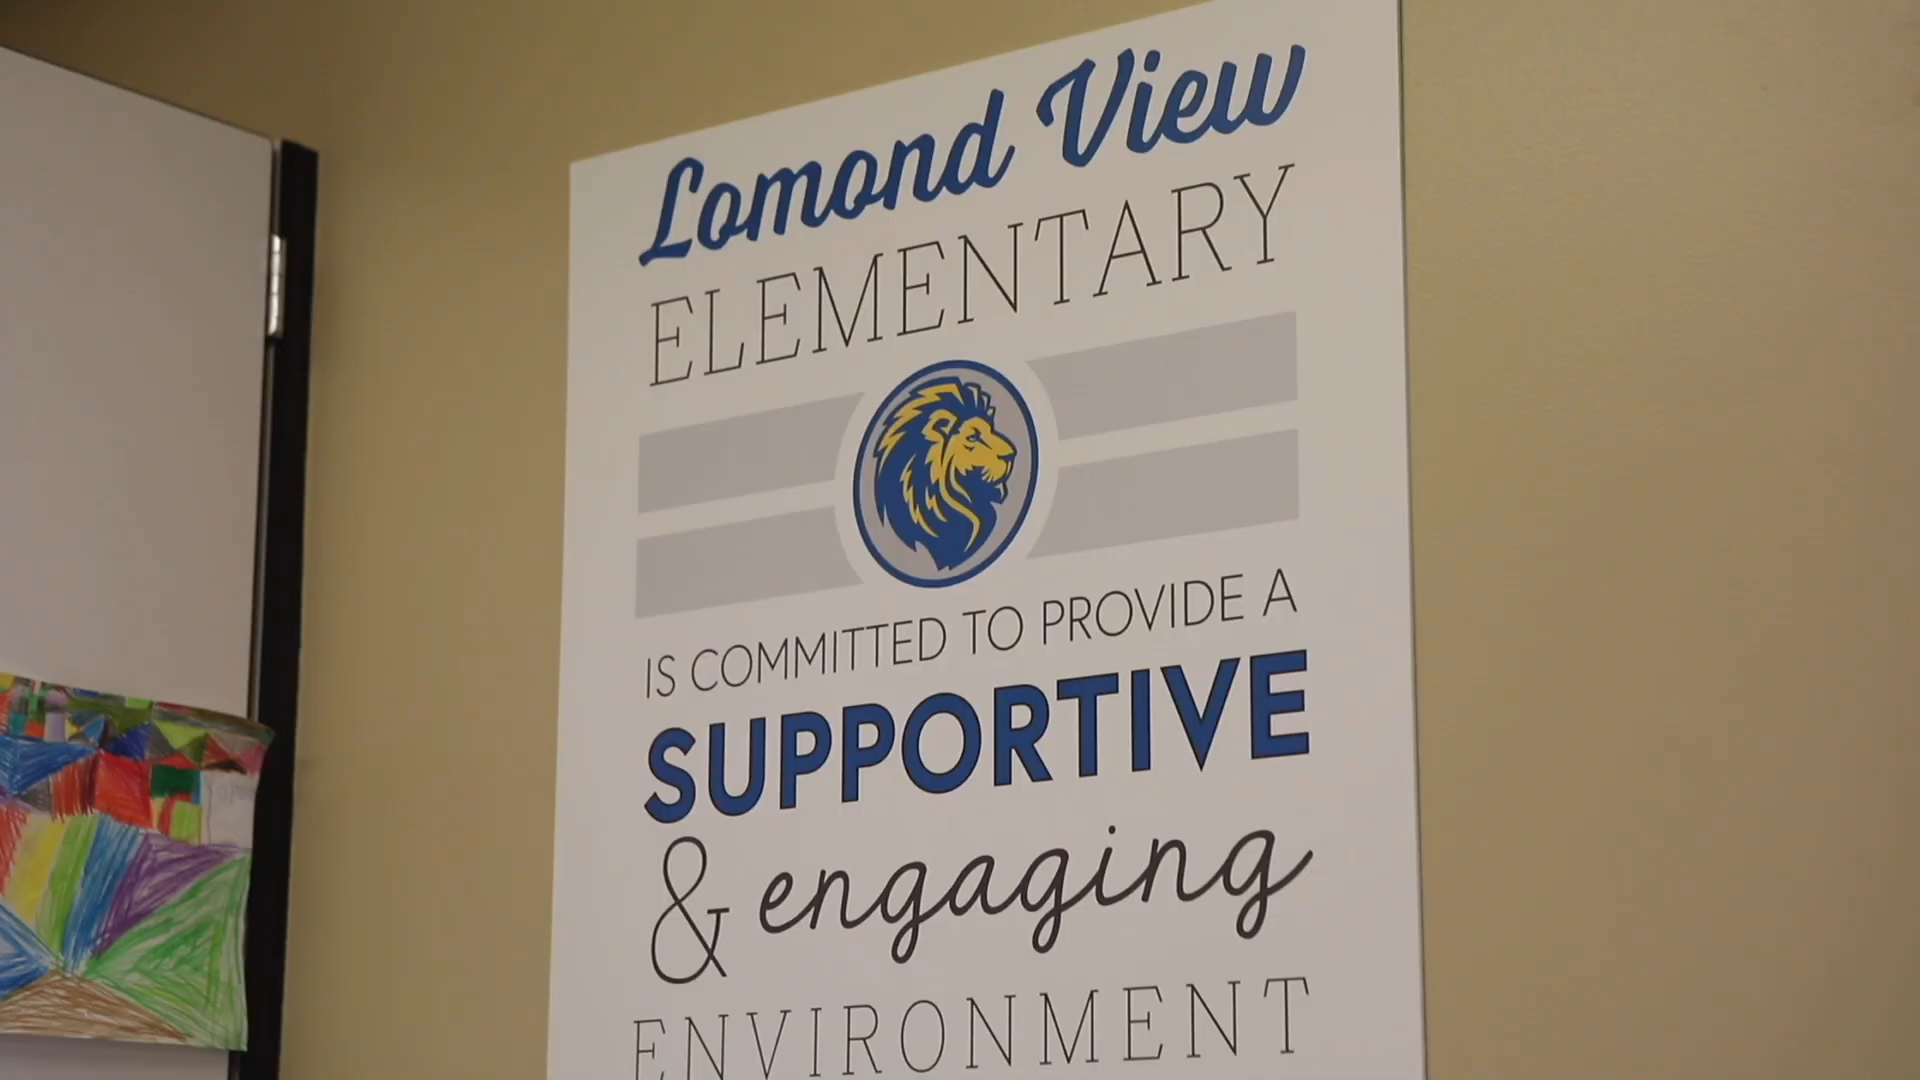 Lomond View
ELEMENTARY
IS COMMITTED TO PROVIDE A
SUPPORTIVE
& engaging
ENVIRONMENT